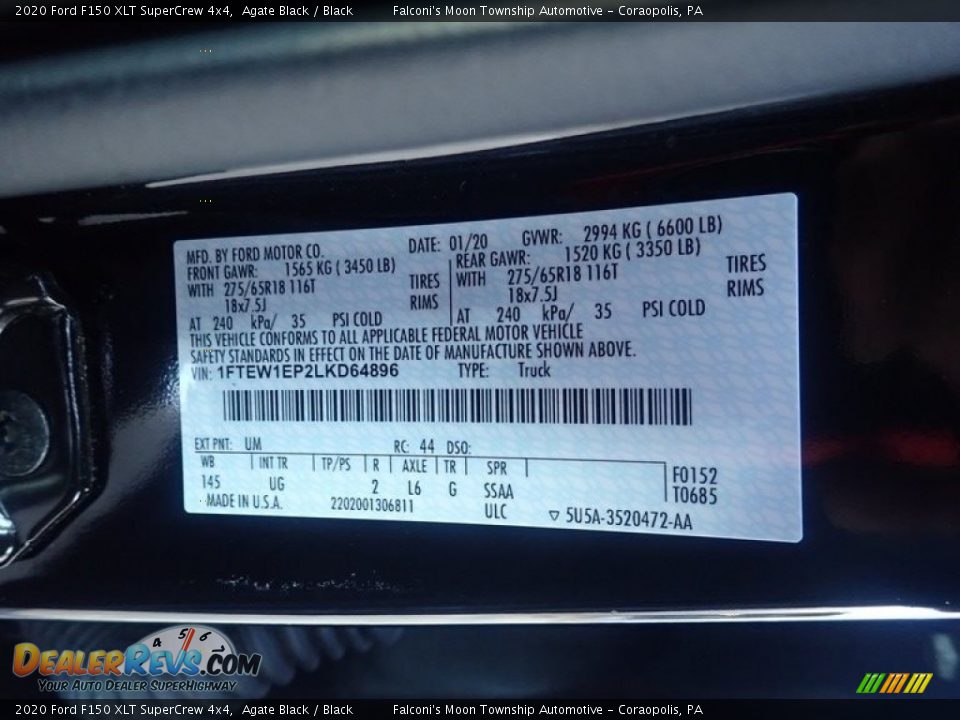 2020 Ford F150 XLT SuperCrew 4x4, Agate Black / Black Falconi's Moon Township Automotive - Coraopolis, PA
MFD. BY FORD MOTOR CO. DATE: 01/20 GVWR: 2994 KG ( 6600 LB)
FRONT GAWR: 1565 KG ( 3450 LB) REAR GAWR: 1520 KG ( 3350 LB)
WITH 275/65R18 116T TIRES WITH 275/65R18 116T TIRES
18x7.5J RIMS 18x7.5J RIMS
AT 240 kPa/ 35 PSI COLD AT 240 kPa/ 35 PSI COLD
THIS VEHICLE CONFORMS TO ALL APPLICABLE FEDERAL MOTOR VEHICLE
SAFETY STANDARDS IN EFFECT ON THE DATE OF MANUFACTURE SHOWN ABOVE.
VIN: 1FTEW1EP2LKD64896 TYPE: Truck
EXT PNT: UM RC: 44 DSO:
WB INT TR TP/PS R AXLE TR SPR F0152
145 UG 2 L6 G SSAA T0685
MADE IN U.S.A. 2202001306811 ULC 5U5A-3520472-AA
4 5 6
DEALERREVS.COM
YOUR AUTO DEALER SUPERHIGHWAY
2020 Ford F150 XLT SuperCrew 4x4, Agate Black / Black Falconi's Moon Township Automotive - Coraopolis, PA